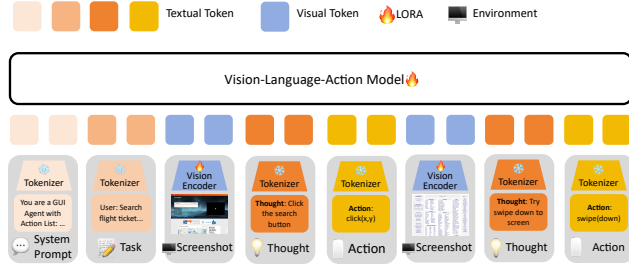 Textual Token
Visual Token
LORA
Environment
Vision-Language-Action Model
Tokenizer
You are a GUI
Agent with
Action List: ...
System
Prompt
Tokenizer
User: Search
flight ticket...
Task
Vision
Encoder
Screenshot
Tokenizer
Thought: Click
the search
button
Thought
Tokenizer
Action:
click(x,y)
Action
Vision
Encoder
Screenshot
Tokenizer
Thought: Try
swipe down to
screen
Thought
Tokenizer
Action:
swipe(down)
Action